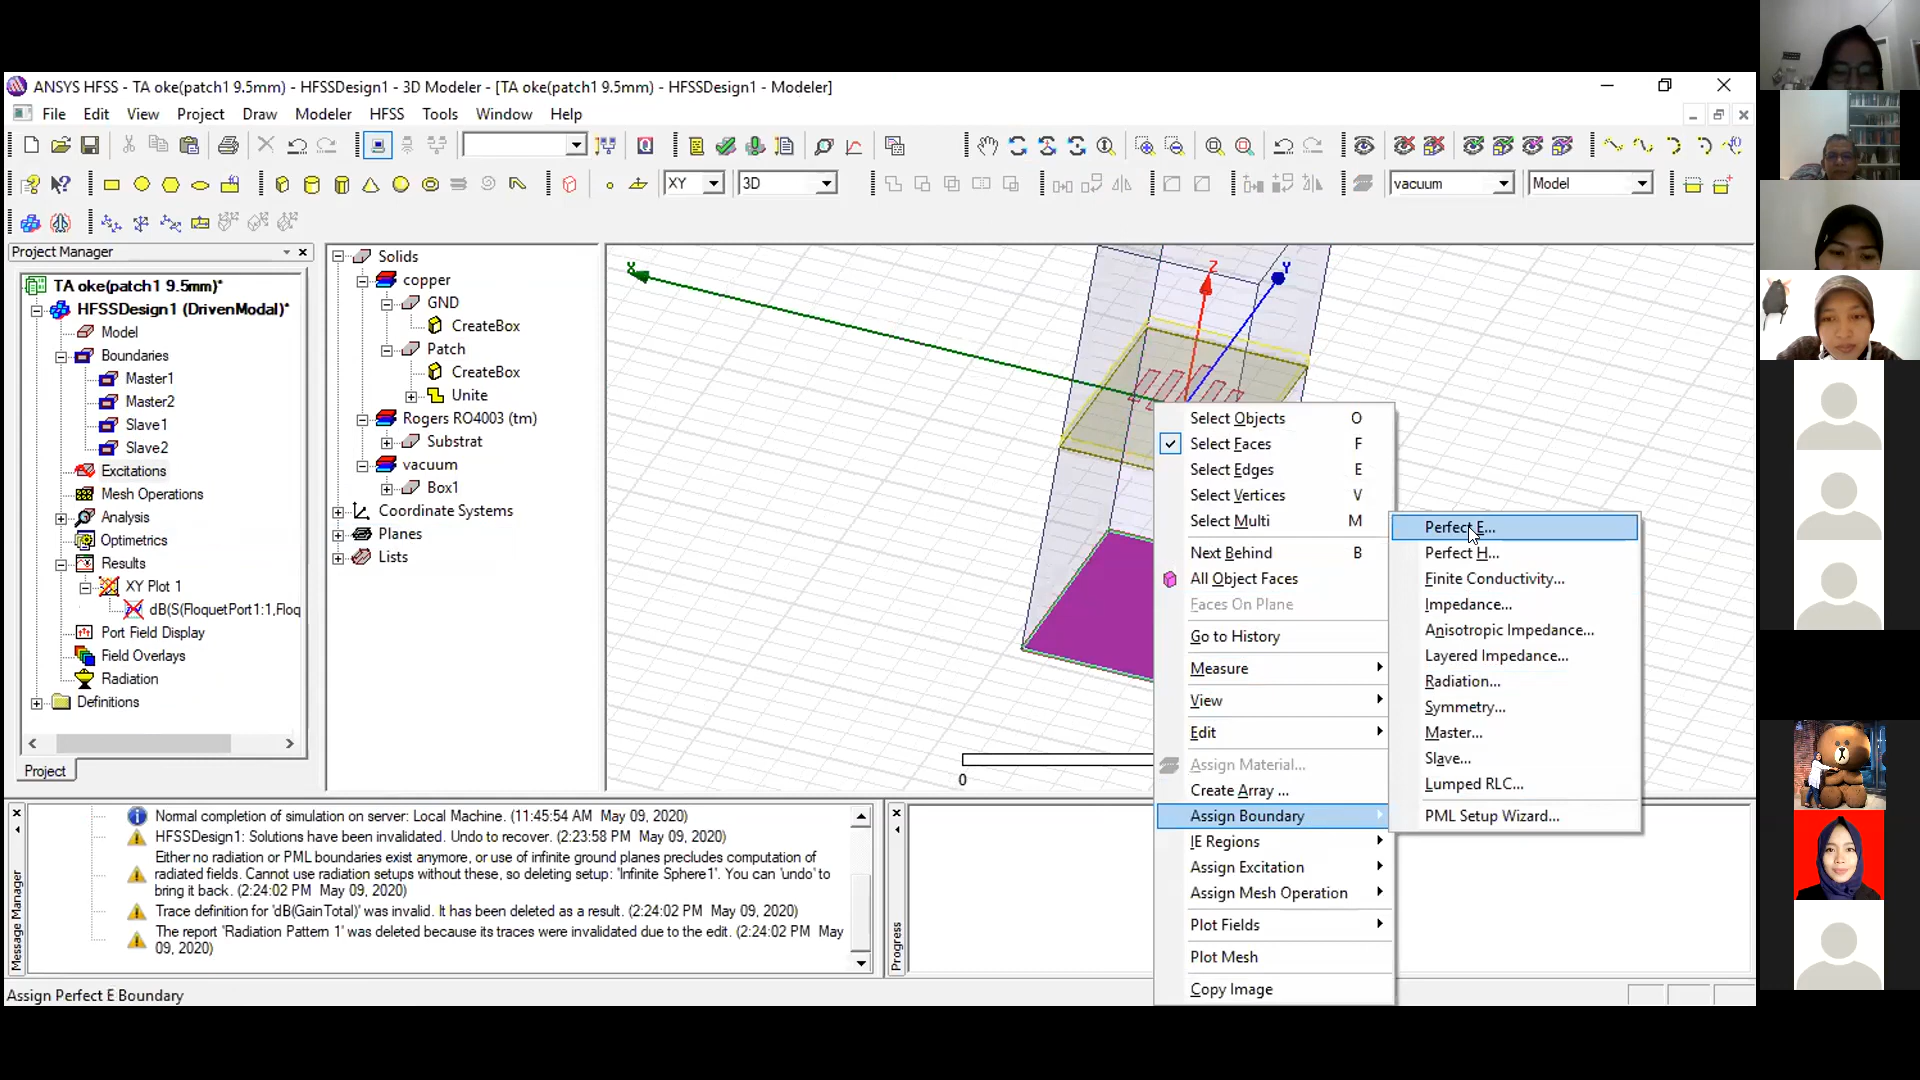 ANSYS HFSS - TA oke(patch1 9.5mm) - HFSSDesign1 - 3D Modeler - [TA oke(patch1 9.5mm) - HFSSDesign1 - Modeler]
File Edit View Project Draw Modeler HFSS Tools Window Help
XY 3D vacuum Model
Project Manager
TA oke(patch1 9.5mm)*
HFSSDesign1 (DrivenModal)*
Model
Boundaries
Master1
Master2
Slave1
Slave2
Excitations
Mesh Operations
Analysis
Optimetrics
Results
XY Plot 1
dB(S(FloquetPort1:1,Floq
Port Field Display
Field Overlays
Radiation
Definitions
Project
Solids
copper
GND
CreateBox
Patch
CreateBox
Unite
Rogers RO4003 (tm)
Substrat
vacuum
Box1
Coordinate Systems
Planes
Lists
X
Z
Y
0
Select Objects O
Select Faces F
Select Edges E
Select Vertices V
Select Multi M
Next Behind B
All Object Faces
Faces On Plane
Go to History
Measure
View
Edit
Assign Material...
Create Array ...
Assign Boundary
IE Regions
Assign Excitation
Assign Mesh Operation
Plot Fields
Plot Mesh
Copy Image
Perfect E...
Perfect H...
Finite Conductivity...
Impedance...
Anisotropic Impedance...
Layered Impedance...
Radiation...
Symmetry...
Master...
Slave...
Lumped RLC...
PML Setup Wizard...
Message Manager
Normal completion of simulation on server: Local Machine. (11:45:54 AM May 09, 2020)
HFSSDesign1: Solutions have been invalidated. Undo to recover. (2:23:58 PM May 09, 2020)
Either no radiation or PML boundaries exist anymore, or use of infinite ground planes precludes computation of
radiated fields. Cannot use radiation setups without these, so deleting setup: 'Infinite Sphere1'. You can 'undo' to
bring it back. (2:24:02 PM May 09, 2020)
Trace definition for 'dB(GainTotal)' was invalid. It has been deleted as a result. (2:24:02 PM May 09, 2020)
The report 'Radiation Pattern 1' was deleted because its traces were invalidated due to the edit. (2:24:02 PM May
09, 2020)
Progress
Assign Perfect E Boundary